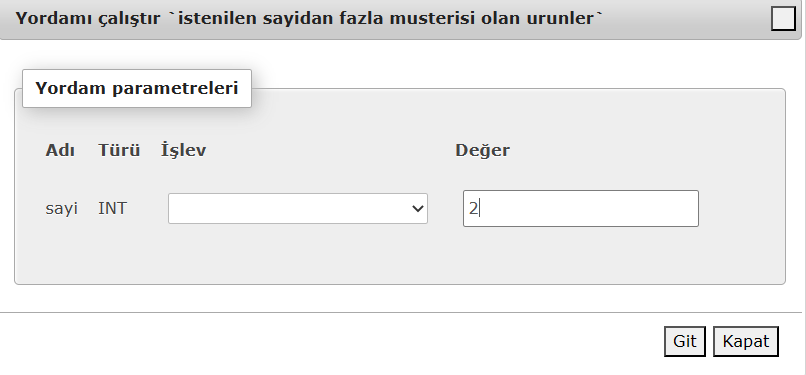 Yordamı çalıştır `istenilen sayidan fazla musterisi olan urunler`
Yordam parametreleri
Adı Türü İşlev Değer
sayi INT 2
Git Kapat